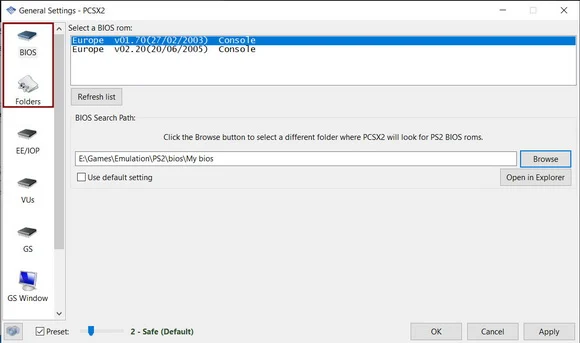 General Settings - PCSX2
Select a BIOS rom:
BIOS
Europe v01.70(27/02/2003) Console
Europe v02.20(20/06/2005) Console
Folders
Refresh list
BIOS Search Path:
Click the Browse button to select a different folder where PCSX2 will look for PS2 BIOS roms.
EE/IOP
E:\Games\Emulation\PS2\bios\My bios
Browse
Use default setting
Open in Explorer
VUs
GS
GS Window
Preset:
2 - Safe (Default)
OK
Cancel
Apply